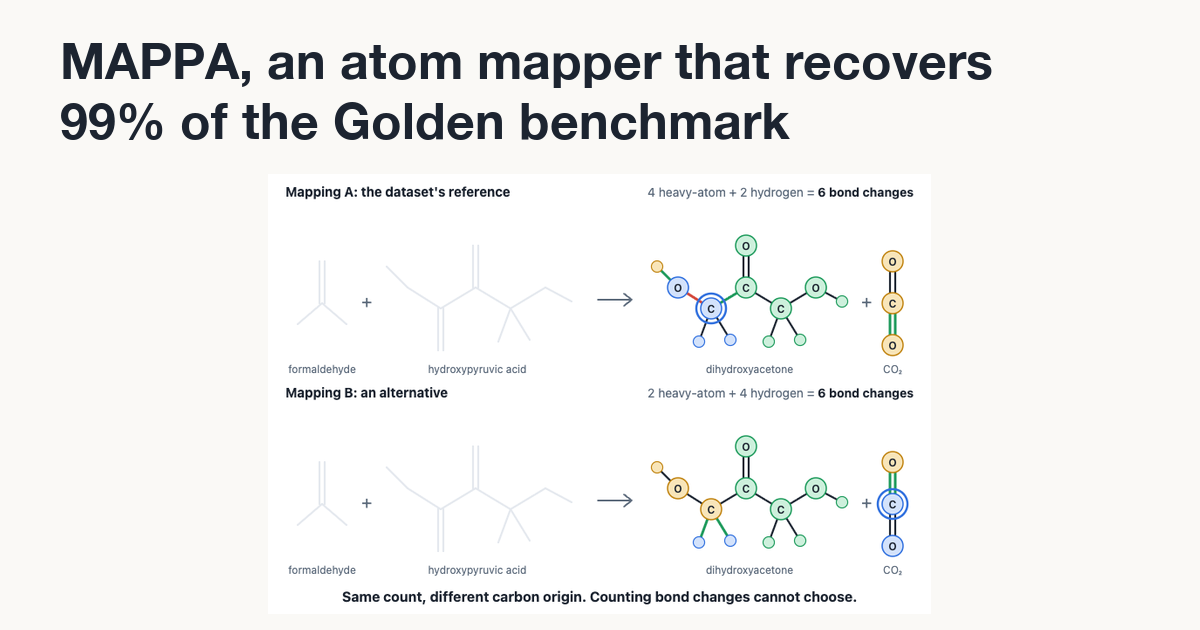 MAPPA, an atom mapper that recovers
99% of the Golden benchmark
Mapping A: the dataset's reference
4 heavy-atom + 2 hydrogen = 6 bond changes
O
O
O
O
C
O
C
C
C
O
+
+
formaldehyde
hydroxypyruvic acid
dihydroxyacetone
CO₂
Mapping B: an alternative
2 heavy-atom + 4 hydrogen = 6 bond changes
O
O
O
C
O
C
C
C
O
+
+
formaldehyde
hydroxypyruvic acid
dihydroxyacetone
CO₂
Same count, different carbon origin. Counting bond changes cannot choose.